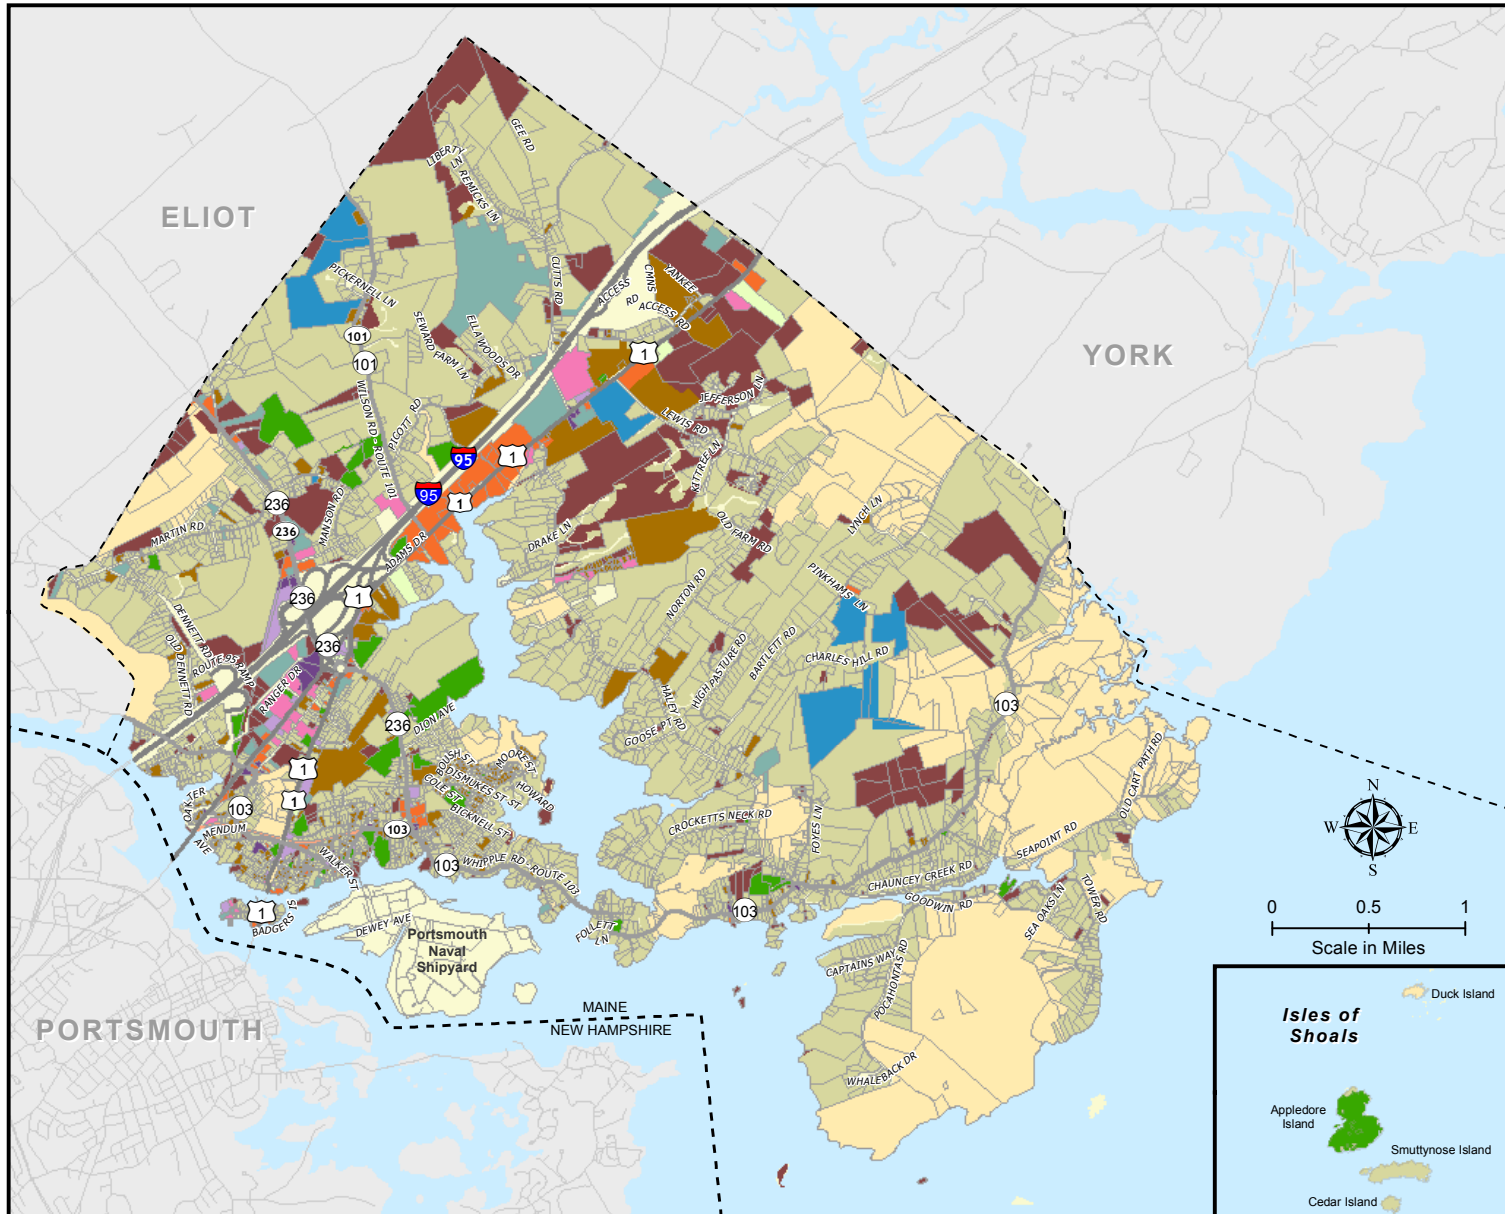 ELIOT
YORK
PORTSMOUTH
GEE RD
LIBERTY
LN
REMICKS LN
PICKERNELL LN
CUTTS RD
ACCESS
RD
CMNS
YANKEE
ACCESS RD
SEWARD
FARM LN
ELLAWOODS DR
101
101
1
WILSON RD - ROUTE 101
PICOTT RD
JEFFERSON LN
LEWIS RD
KITTREE LN
95
1
95
1
236
236
MANSON RD
MARTIN RD
ADAMS DR
DRAKE LN
OLD FARM RD
LYNCH LN
PINKHAMS LN
NORTON RD
236
1
236
DENNETT RD
OLD DENNETT RD
ROUTE 95 RAMP
RANGER DR
HIGH PASTURE RD
BARTLETT RD
CHARLES HILL RD
HALEY RD
GOOSE PT
103
236
DION AVE
BOUSH ST
MOORE ST
DISMUKES ST
ST
HOWARD
COLE ST
BICKNELL ST
1
1
103
103
OAK TER
MENDUM
AVE
WALKER ST
103
WHIPPLE RD - ROUTE 103
CROCKETTS NECK RD
FOYES LN
CHAUNCEY CREEK RD
SEAPOINT RD
OLD CART PATH RD
GOODWIN RD
SEA OAKS LN
TOWER RD
103
1
BADGERS IS
DEWEY AVE
FOLLETT
LN
Portsmouth
Naval
Shipyard
CAPTAINS WAY
POCAHONTAS RD
WHALEBACK DR
MAINE
NEW HAMPSHIRE
N
W
E
S
0
0.5
1
Scale in Miles
Isles of
Shoals
Duck Island
Appledore
Island
Smuttynose Island
Cedar Island